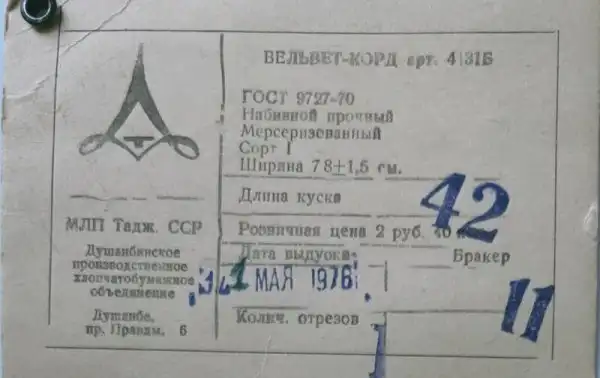 ВЕЛЬВЕТ-КОРД арт. 4131Б
ГОСТ 9727-70
Набивной прочный
Мерсеризованный
Сорт I
Ширина 78±1,5 см.
Длина куска 42
Розничная цена 2 руб. 40
Дата выпуска
Бракер 11
МАЯ 1976
Колич. отрезов 1
МЛП Тадж. ССР
Душанбинское
производственное
хлопчатобумажное
объединение
Душанбе,
пр. Правды, 6